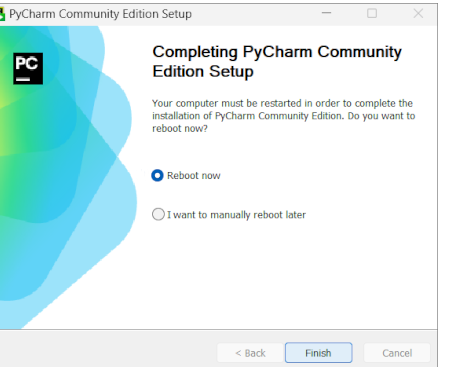 PyCharm Community Edition Setup
PC
Completing PyCharm Community
Edition Setup
Your computer must be restarted in order to complete the
installation of PyCharm Community Edition. Do you want to
reboot now?
Reboot now
I want to manually reboot later
< Back
Finish
Cancel